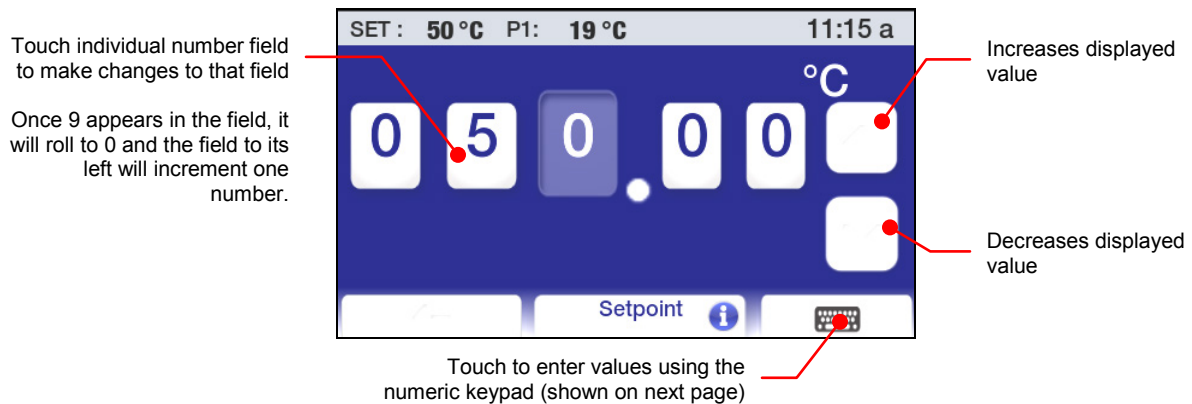 SET : 50 °C P1: 19 °C 11:15 a
Touch individual number field
to make changes to that field
Once 9 appears in the field, it
will roll to 0 and the field to its
left will increment one
number.
Increases displayed
value
°C
0 5 0 . 0 0
Decreases displayed
value
Setpoint i
Touch to enter values using the
numeric keypad (shown on next page)